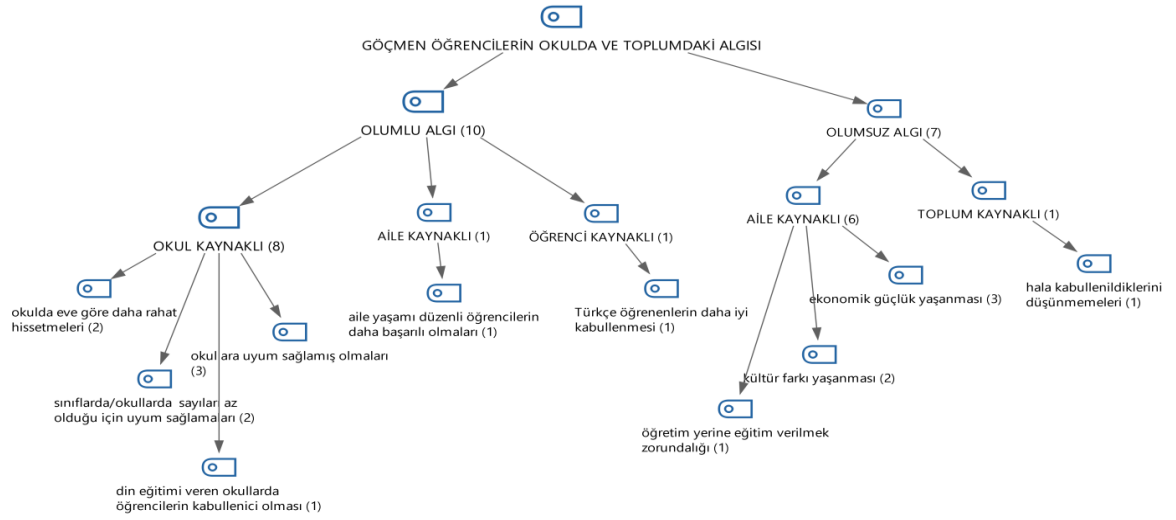 GÖÇMEN ÖĞRENCİLERİN OKULDA VE TOPLUMDAKİ ALGISI
OLUMLU ALGI (10)
OLUMSUZ ALGI (7)
OKUL KAYNAKLI (8)
AİLE KAYNAKLI (1)
ÖĞRENCİ KAYNAKLI (1)
AİLE KAYNAKLI (6)
TOPLUM KAYNAKLI (1)
okulda eve göre daha rahat
hissetmeleri (2)
okullara uyum sağlamış olmaları
(3)
sınıflarda/okullarda sayıları az
olduğu için uyum sağlamaları (2)
din eğitimi veren okullarda
öğrencilerin kabullenici olması (1)
aile yaşamı düzenli öğrencilerin
daha başarılı olmaları (1)
Türkçe öğrenenlerin daha iyi
kabullenmesi (1)
ekonomik güçlük yaşanması (3)
kültür farkı yaşanması (2)
öğretim yerine eğitim verilmek
zorundalığı (1)
hala kabullenildiklerini
düşünmemeleri (1)